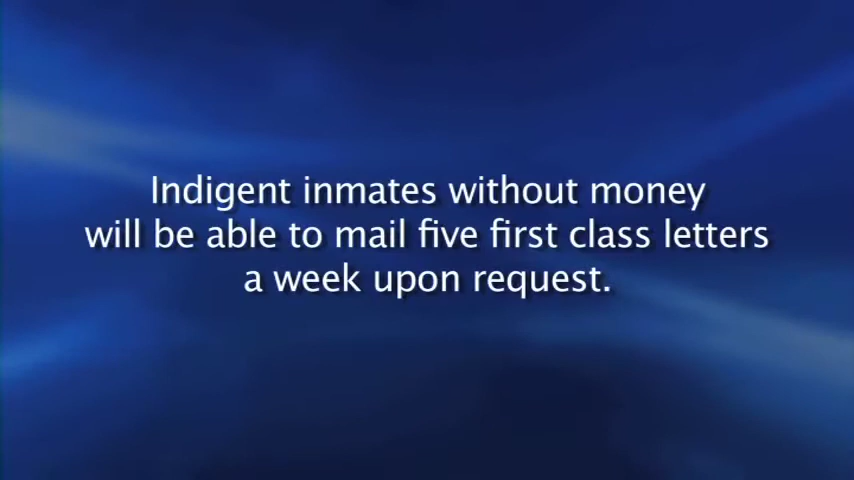 Indigent inmates without money
will be able to mail five first class letters
a week upon request.